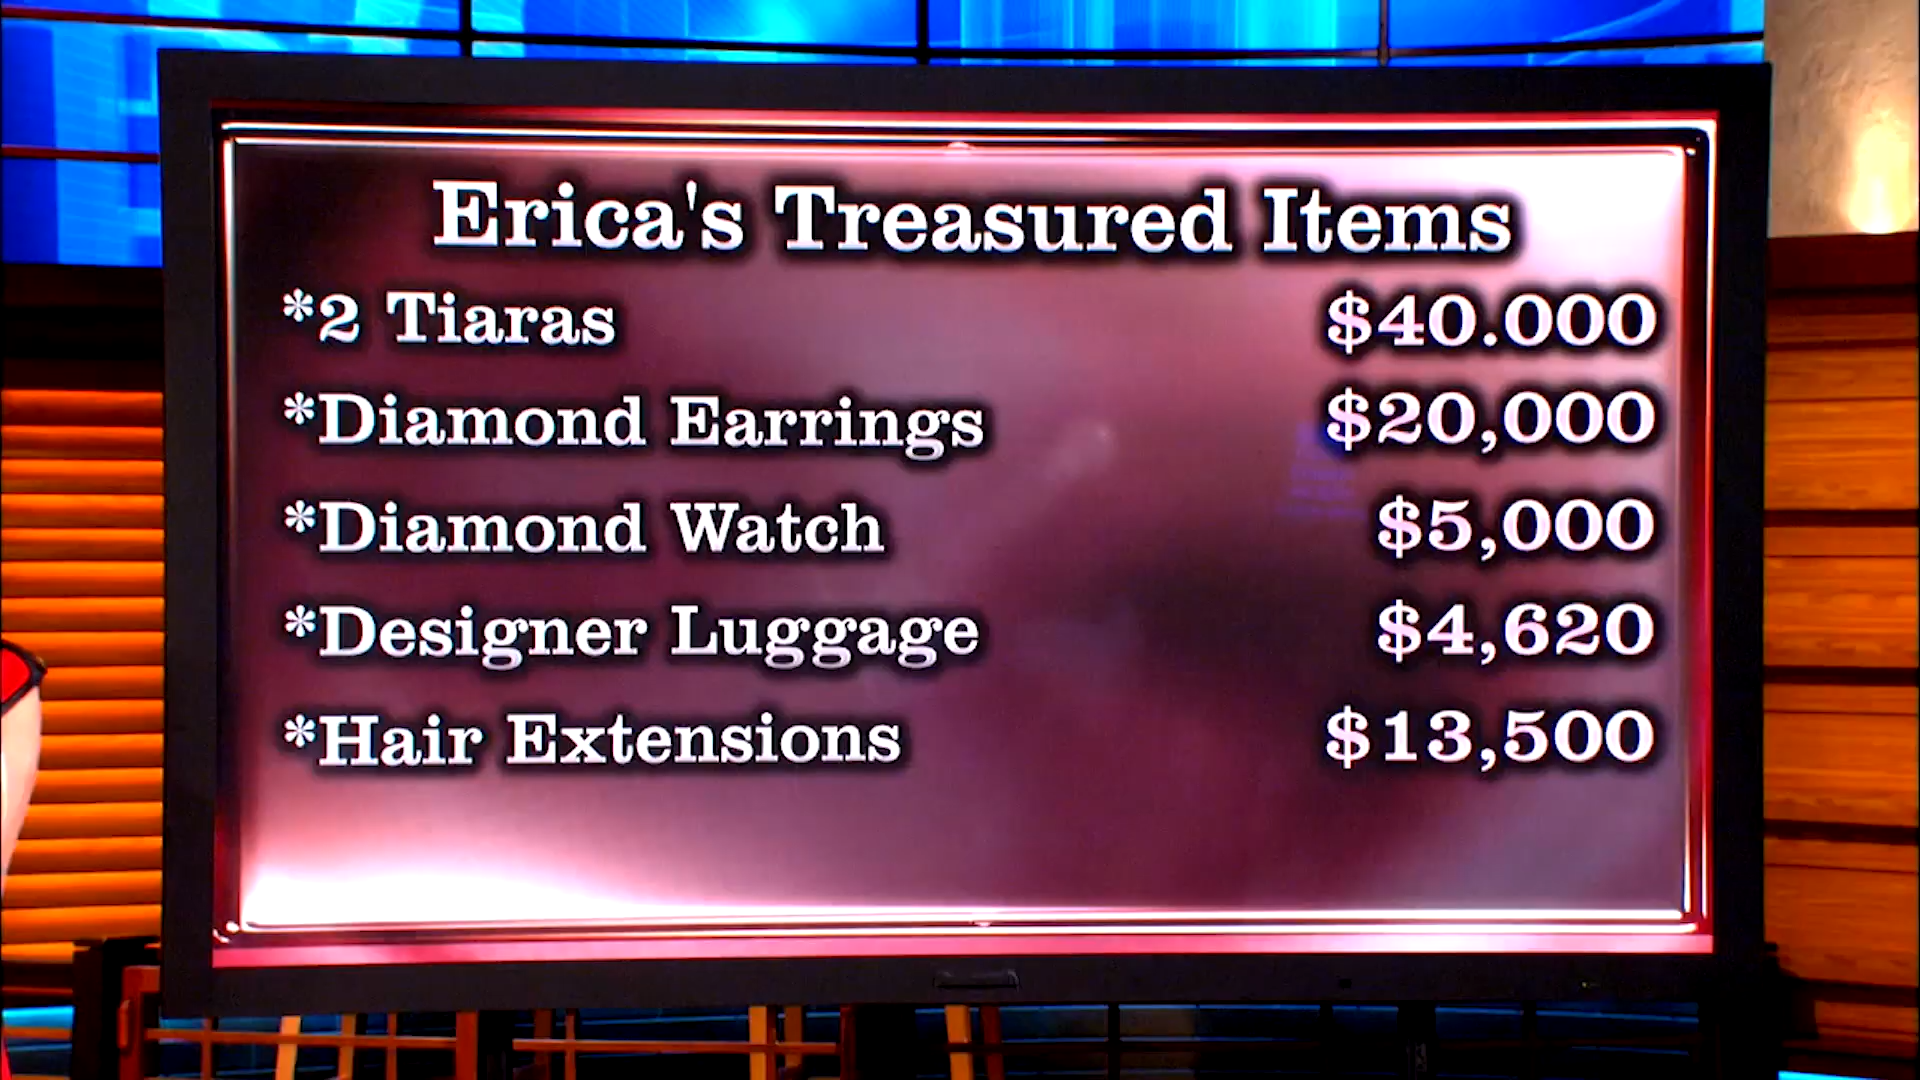 Erica's Treasured Items
*2 Tiaras $40.000
*Diamond Earrings $20,000
*Diamond Watch $5,000
*Designer Luggage $4,620
*Hair Extensions $13,500